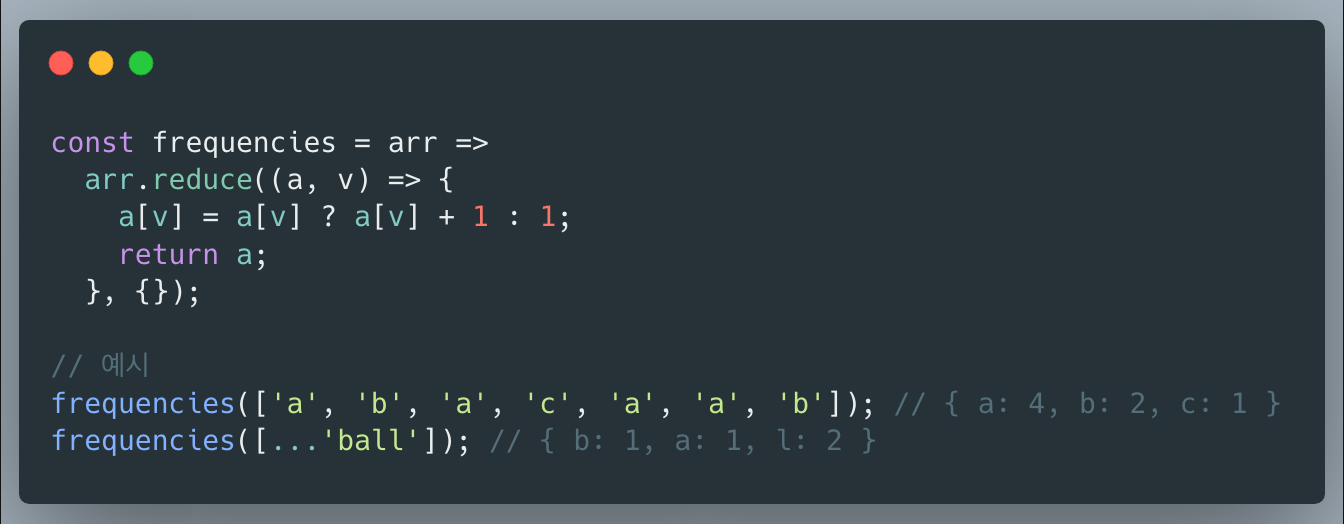 const frequencies = arr =>
  arr.reduce((a, v) => {
    a[v] = a[v] ? a[v] + 1 : 1;
    return a;
  }, {});

// 예시
frequencies(['a', 'b', 'a', 'c', 'a', 'a', 'b']); // { a: 4, b: 2, c: 1 }
frequencies([...'ball']); // { b: 1, a: 1, l: 2 }